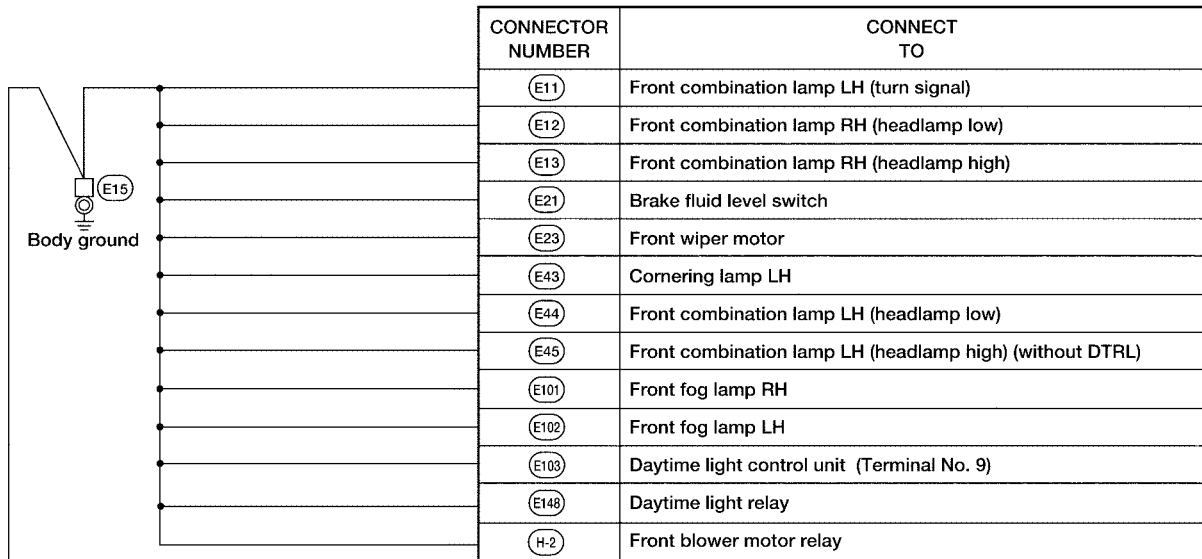 CONNECTOR NUMBER CONNECT TO
E11 Front combination lamp LH (turn signal)
E12 Front combination lamp RH (headlamp low)
E13 Front combination lamp RH (headlamp high)
E15
E21 Brake fluid level switch
Body ground
E23 Front wiper motor
E43 Cornering lamp LH
E44 Front combination lamp LH (headlamp low)
E45 Front combination lamp LH (headlamp high) (without DTRL)
E101 Front fog lamp RH
E102 Front fog lamp LH
E103 Daytime light control unit (Terminal No. 9)
E148 Daytime light relay
H-2 Front blower motor relay